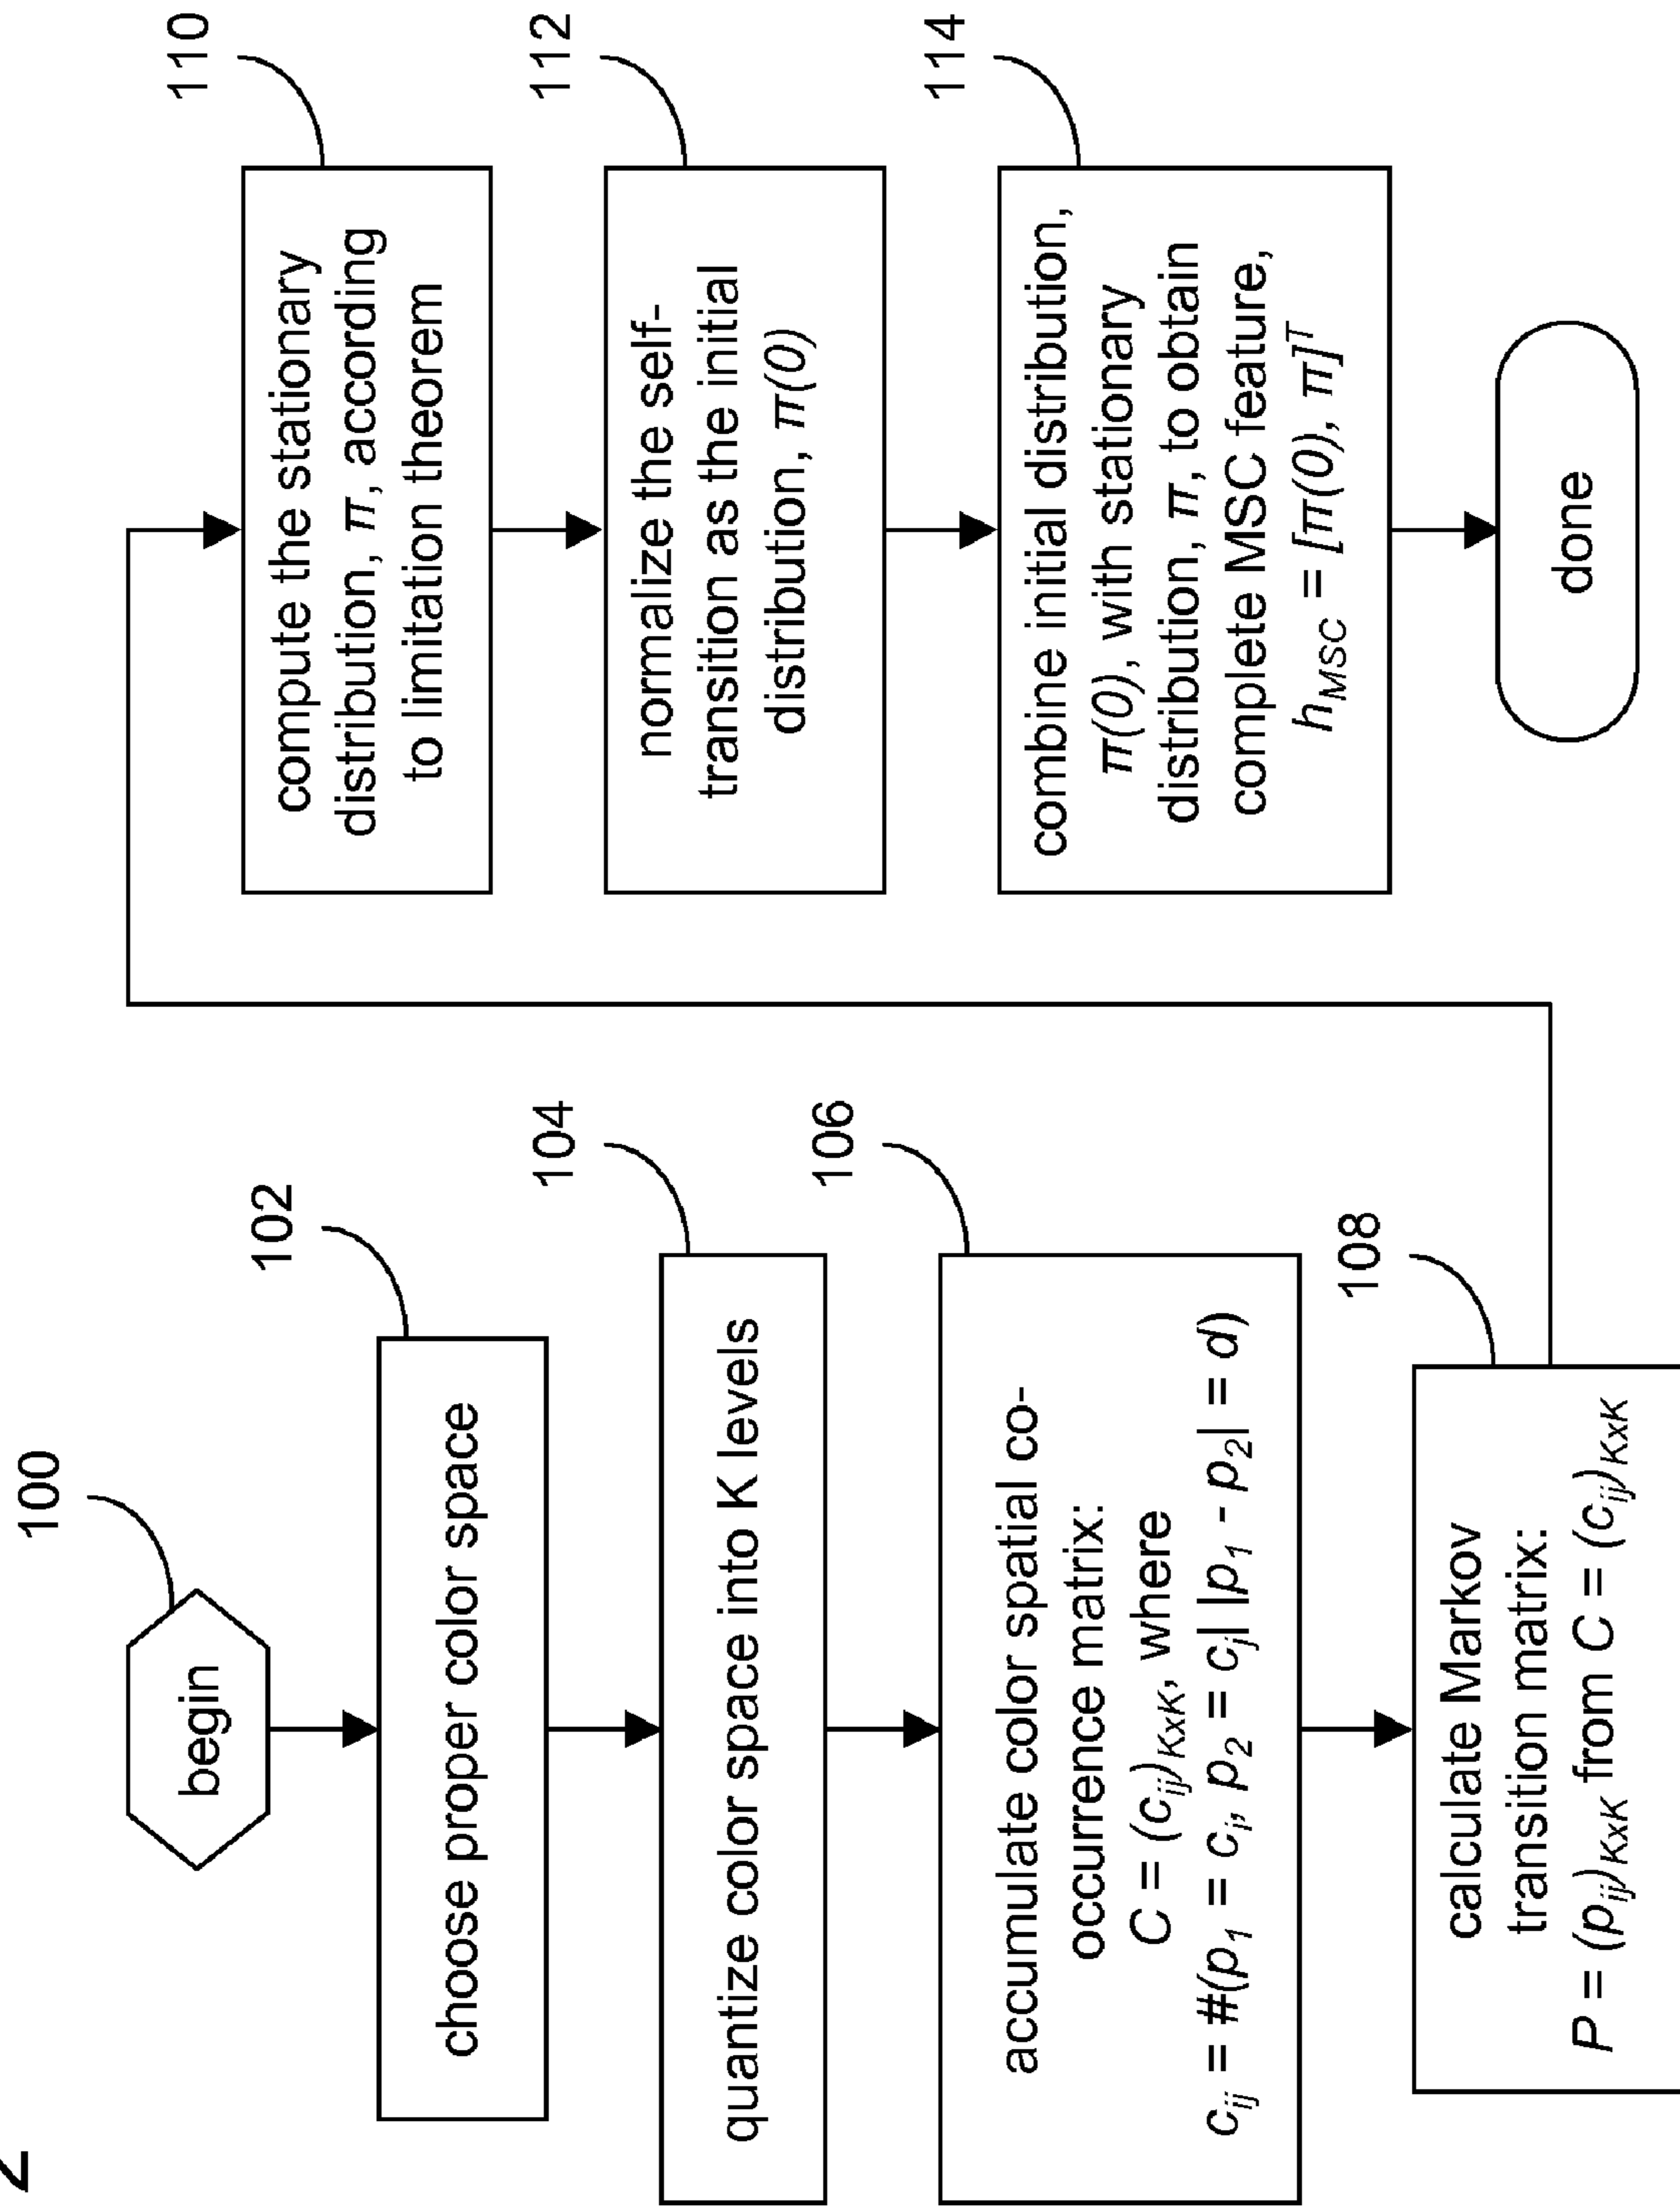 2
100
begin
102
choose proper color space
104
quantize color space into K levels
106
accumulate color spatial co-
occurrence matrix:
C = (c_ij)_KxK, where
c_ij = #(p_1 = c_i, p_2 = c_j | |p_1 - p_2| = d)
108
calculate Markov
transition matrix:
P = (p_ij)_KxK from C = (c_ij)_KxK
110
compute the stationary
distribution, π, according
to limitation theorem
112
normalize the self-
transition as the initial
distribution, π(0)
114
combine initial distribution,
π(0), with stationary
distribution, π, to obtain
complete MSC feature,
h_MSC = [π(0), π]^T
done